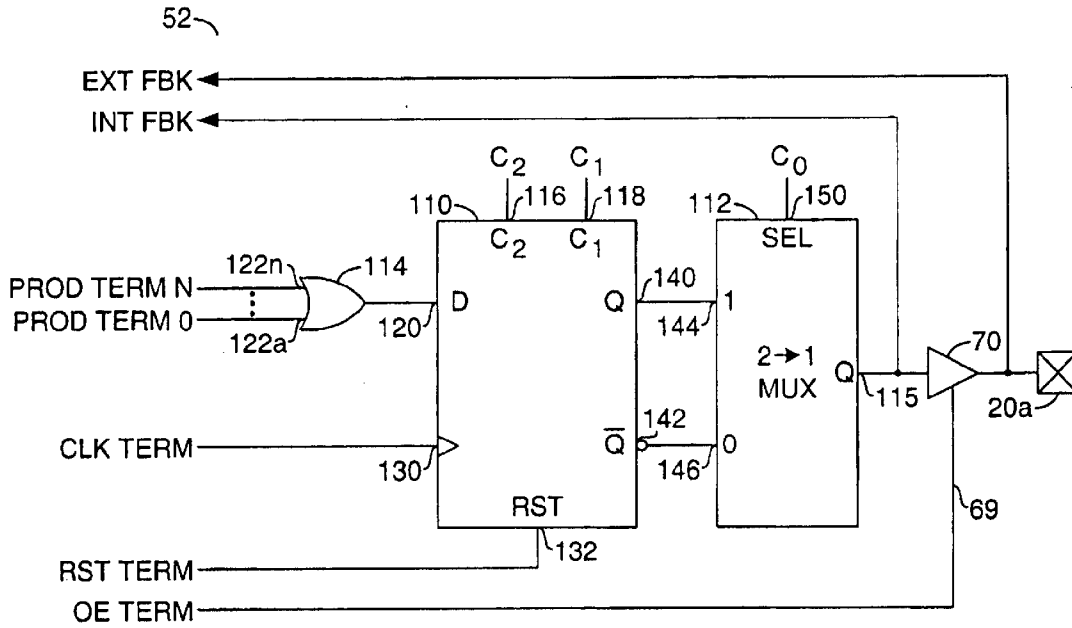 52
EXT FBK
INT FBK
C2 C1 C0
110 116 118 112 150
C2 C1 SEL
122n 114
PROD TERM N
PROD TERM 0
122a 120 D Q 140 144 1
2→1 MUX
Q 115 70 20a
CLK TERM 130 Q̅ 142 146 0
RST 132 69
RST TERM
OE TERM